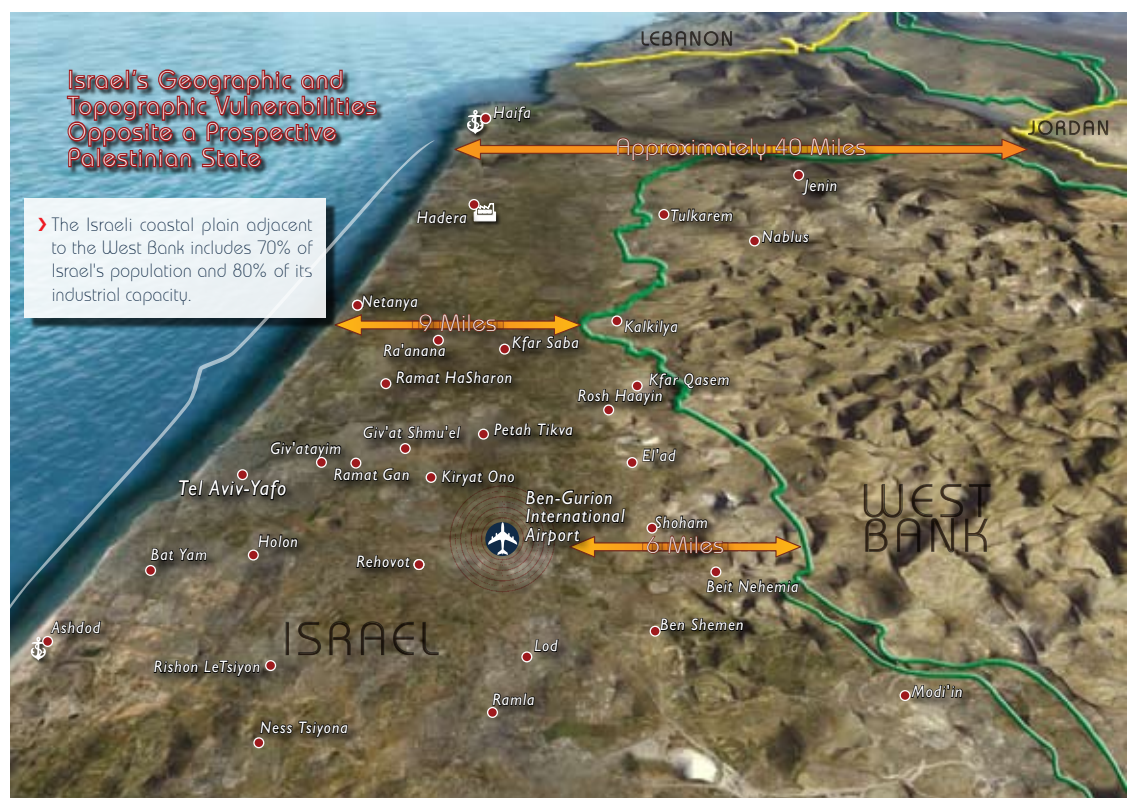 LEBANON
Israel's Geographic and
Topographic Vulnerabilities
Opposite a Prospective
Palestinian State
Haifa
JORDAN
Approximately 40 Miles
Jenin
Hadera
Tulkarem
Nablus
The Israeli coastal plain adjacent
to the West Bank includes 70% of
Israel's population and 80% of its
industrial capacity.
Netanya
9 Miles
Kalkilya
Ra'anana
Kfar Saba
Ramat HaSharon
Kfar Qasem
Rosh Haayin
Giv'at Shmu'el
Petah Tikva
Giv'atayim
Ramat Gan
El'ad
Kiryat Ono
Tel Aviv-Yafo
Ben-Gurion
International
Airport
WEST
BANK
Shoham
6 Miles
Holon
Bat Yam
Rehovot
Beit Nehemia
Ashdod
ISRAEL
Ben Shemen
Lod
Rishon LeTsiyon
Modi'in
Ramla
Ness Tsiyona